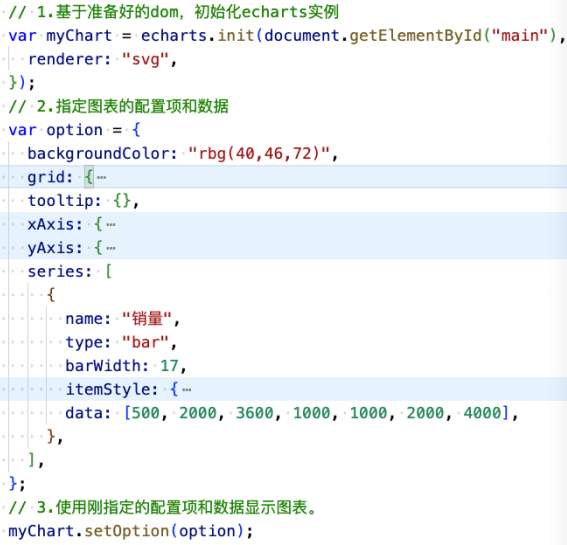 // 1.基于准备好的dom，初始化echarts实例
var myChart = echarts.init(document.getElementById("main"),
renderer: "svg",
});
// 2.指定图表的配置项和数据
var option = {
backgroundColor: "rbg(40,46,72)",
grid: {…
tooltip: {},
xAxis: {…
yAxis: {…
series: [
{
name: "销量",
type: "bar",
barWidth: 17,
itemStyle: {…
data: [500, 2000, 3600, 1000, 1000, 2000, 4000],
},
],
};
// 3.使用刚指定的配置项和数据显示图表。
myChart.setOption(option);